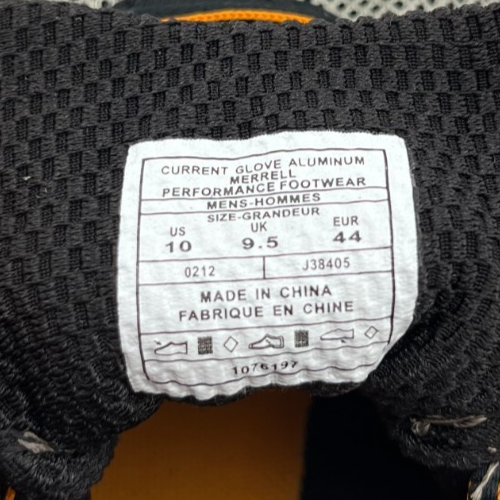 CURRENT GLOVE ALUMINUM
MERRELL
PERFORMANCE FOOTWEAR
MENS-HOMMES
SIZE-GRANDEUR
US UK EUR
10 9.5 44
0212 J38405
MADE IN CHINA
FABRIQUE EN CHINE
1076197